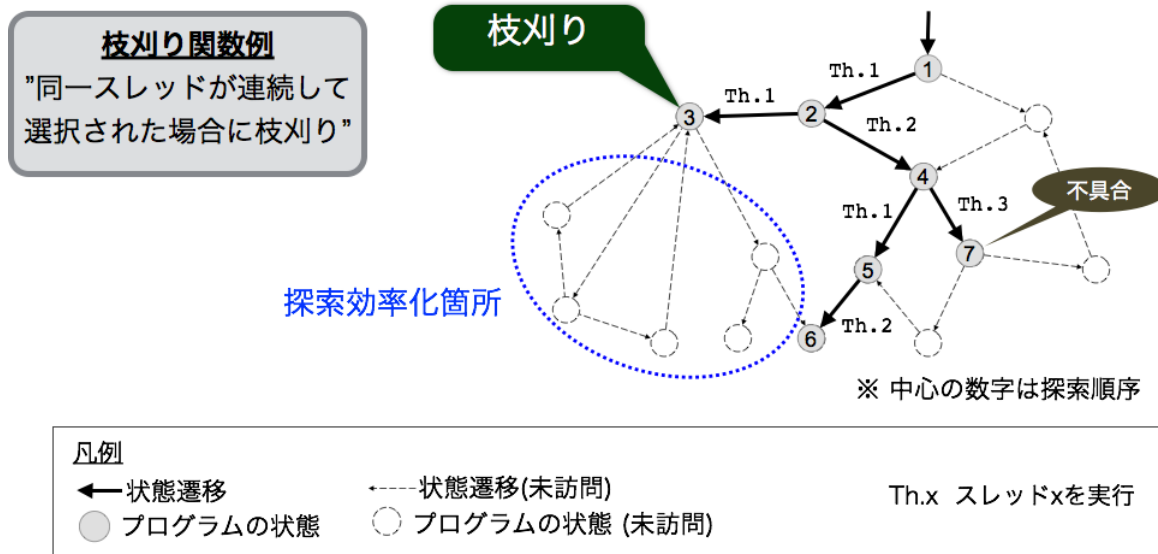 枝刈り関数例
”同一スレッドが連続して
選択された場合に枝刈り”
枝刈り
1
Th.1
Th.1
2
3
Th.2
4
不具合
Th.1
Th.3
7
5
探索効率化箇所
Th.2
6
※ 中心の数字は探索順序
凡例
状態遷移
状態遷移(未訪問)
Th.x スレッドxを実行
プログラムの状態
プログラムの状態 (未訪問)